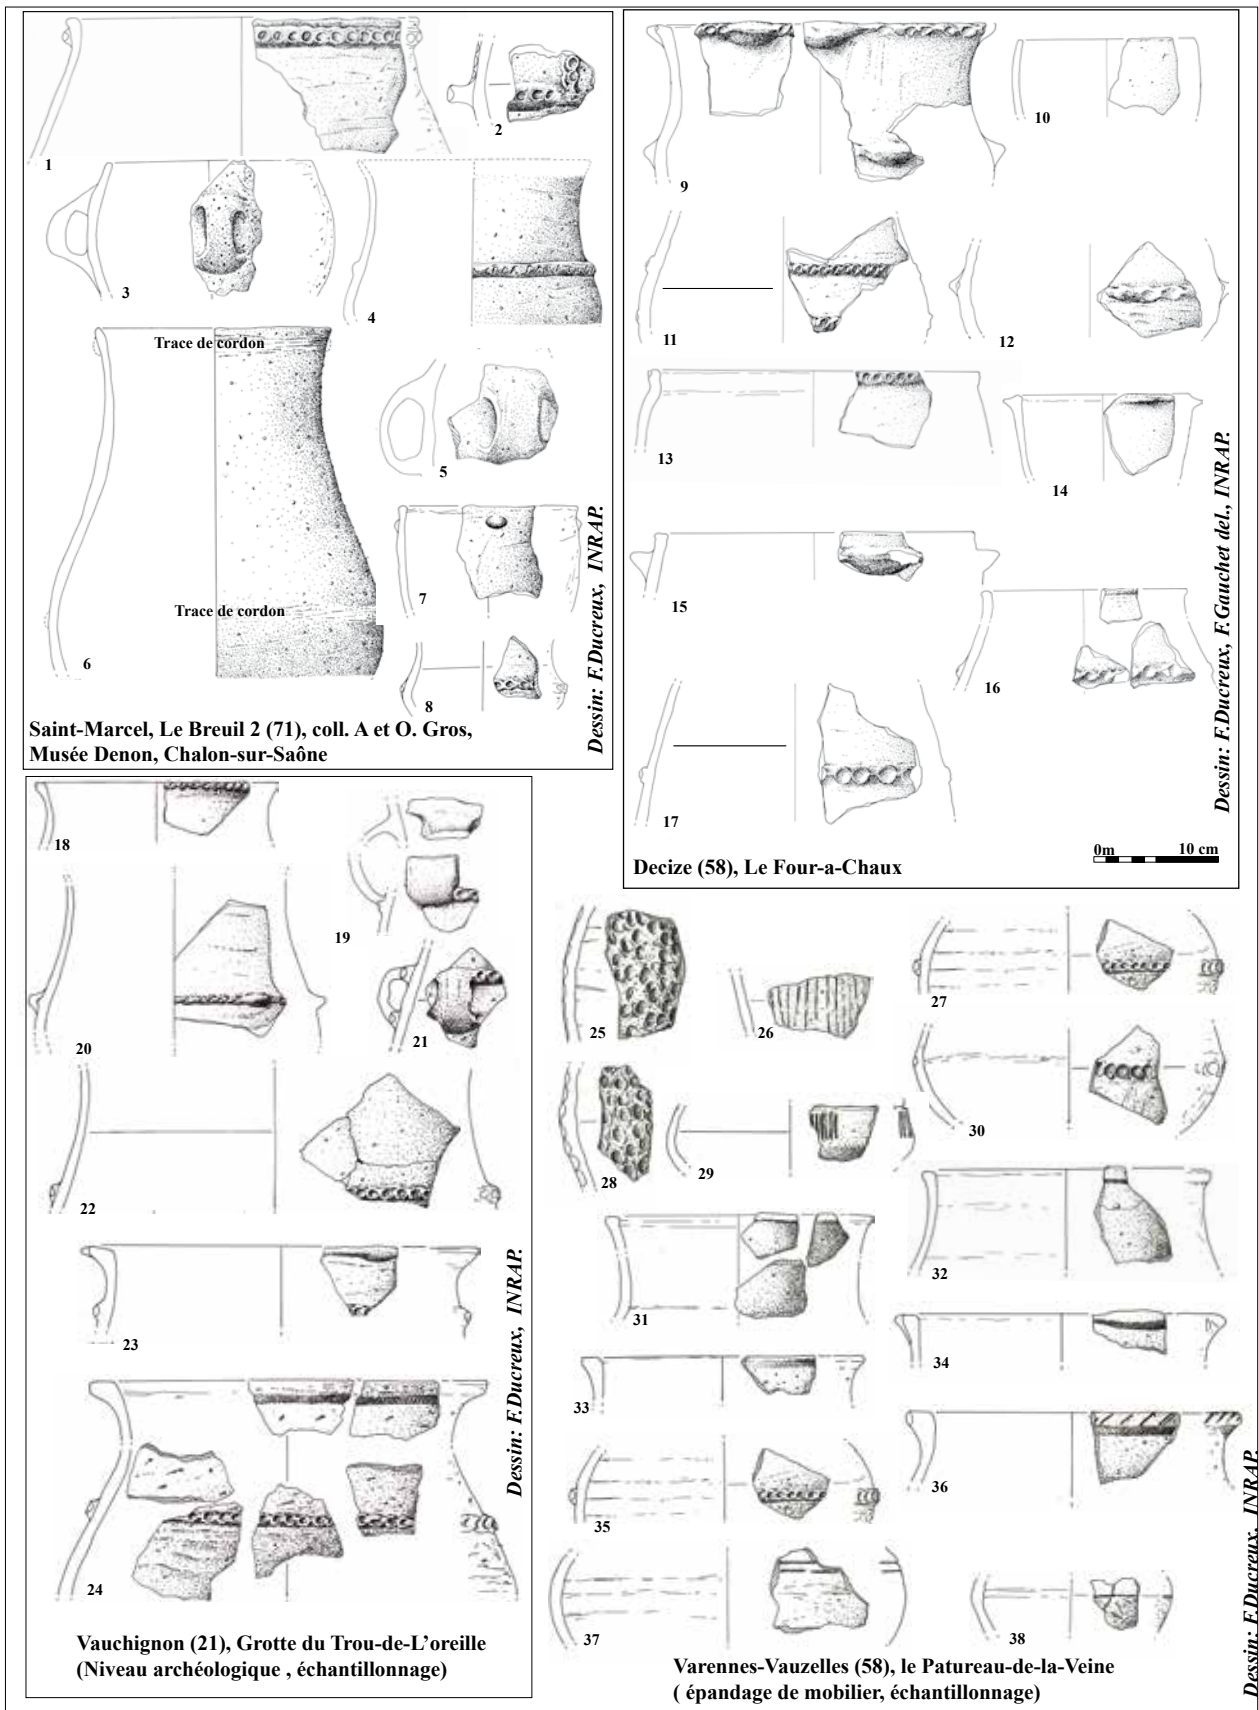 1
2
3
4
Trace de cordon
5
7
Trace de cordon
6
8
Saint-Marcel, Le Breuil 2 (71), coll. A et O. Gros,
Musée Denon, Chalon-sur-Saône
Dessin: F.Ducreux, INRAP.
9
10
11
12
13
14
15
16
17
Decize (58), Le Four-a-Chaux
0m 10 cm
Dessin: F.Ducreux, F.Gauchet del., INRAP.
18
19
20
21
22
23
24
Vauchignon (21), Grotte du Trou-de-L'oreille
(Niveau archéologique , échantillonnage)
Dessin: F.Ducreux, INRAP.
25
26
27
28
29
30
31
32
33
34
35
36
37
38
Varennes-Vauzelles (58), le Patureau-de-la-Veine
( épandage de mobilier, échantillonnage)
Dessin: F.Ducreux, INRAP.